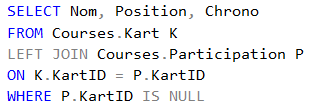 SELECT Nom, Position, Chrono
FROM Courses.Kart K
LEFT JOIN Courses.Participation P
ON K.KartID = P.KartID
WHERE P.KartID IS NULL